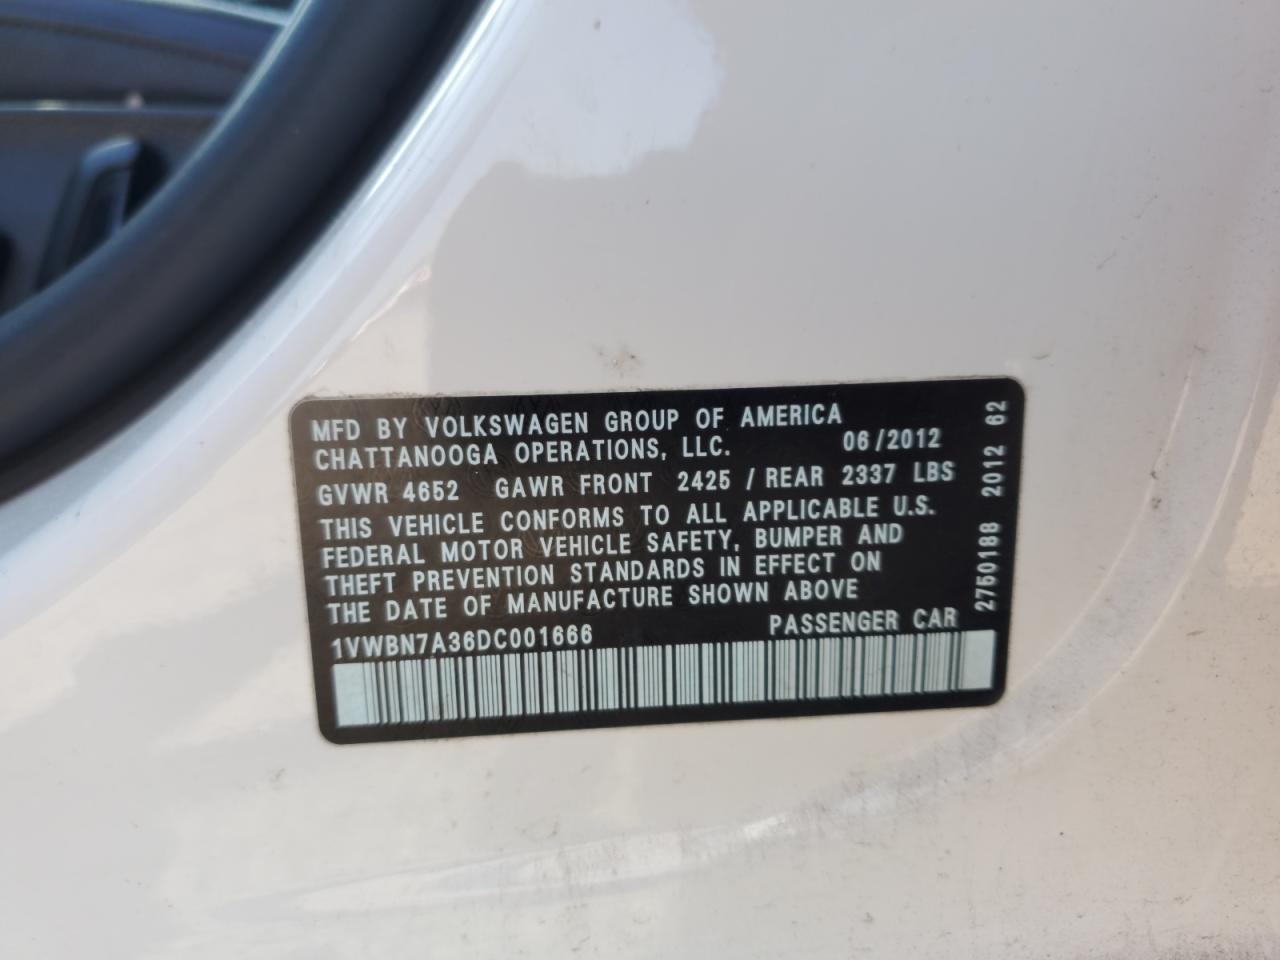 MFD BY VOLKSWAGEN GROUP OF AMERICA
CHATTANOOGA OPERATIONS, LLC. 06/2012
GVWR 4652 GAWR FRONT 2425 / REAR 2337 LBS
THIS VEHICLE CONFORMS TO ALL APPLICABLE U.S.
FEDERAL MOTOR VEHICLE SAFETY, BUMPER AND
THEFT PREVENTION STANDARDS IN EFFECT ON
THE DATE OF MANUFACTURE SHOWN ABOVE
1VWBN7A36DC001666 PASSENGER CAR
2750188 2012 62